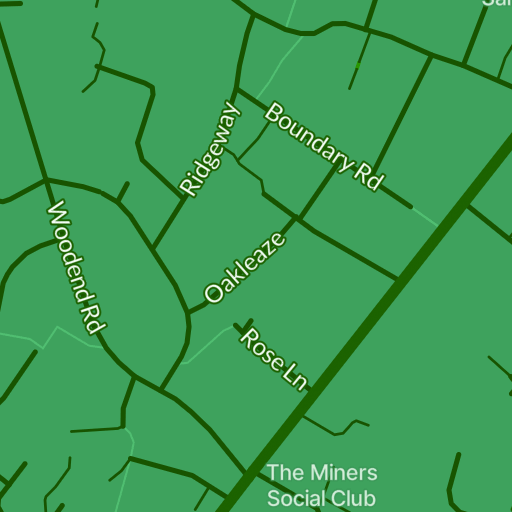 Boundary Rd
Ridgeway
Woodend Rd
Oakleaze
Rose Ln
The Miners
Social Club